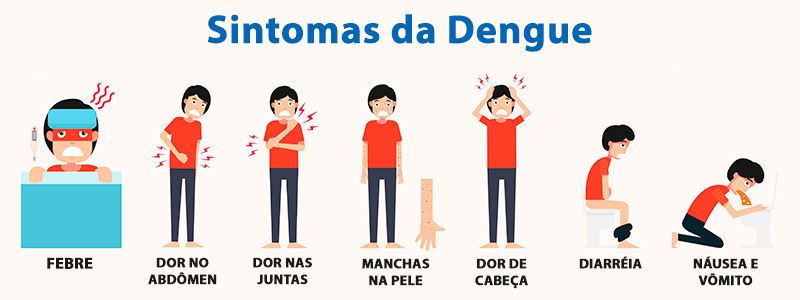 Sintomas da Dengue
FEBRE
DOR NO
ABDÔMEN
DOR NAS
JUNTAS
MANCHAS
NA PELE
DOR DE
CABEÇA
DIARRÉIA
NÁUSEA E
VÔMITO